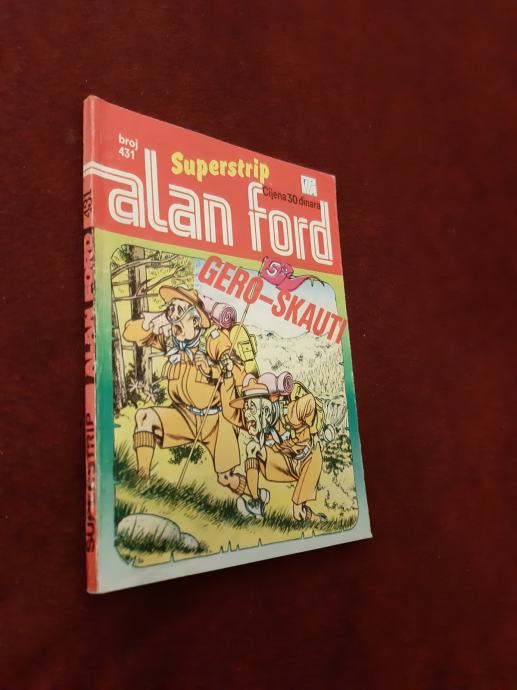 broj
431
Superstrip
Cijena 30 dinara
alan ford
GERO-SKAUTI
SUPERSTRIP ALAN FORD 431